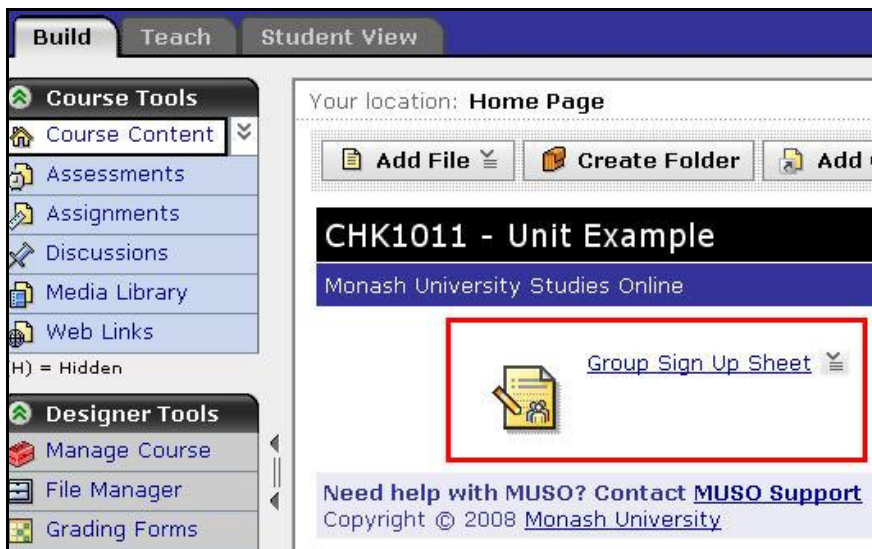 Build Teach Student View
Course Tools
Course Content
Assessments
Assignments
Discussions
Media Library
Web Links
(H) = Hidden
Designer Tools
Manage Course
File Manager
Grading Forms
Your location: Home Page
Add File Create Folder Add
CHK1011 - Unit Example
Monash University Studies Online
Group Sign Up Sheet
Need help with MUSO? Contact MUSO Support
Copyright © 2008 Monash University